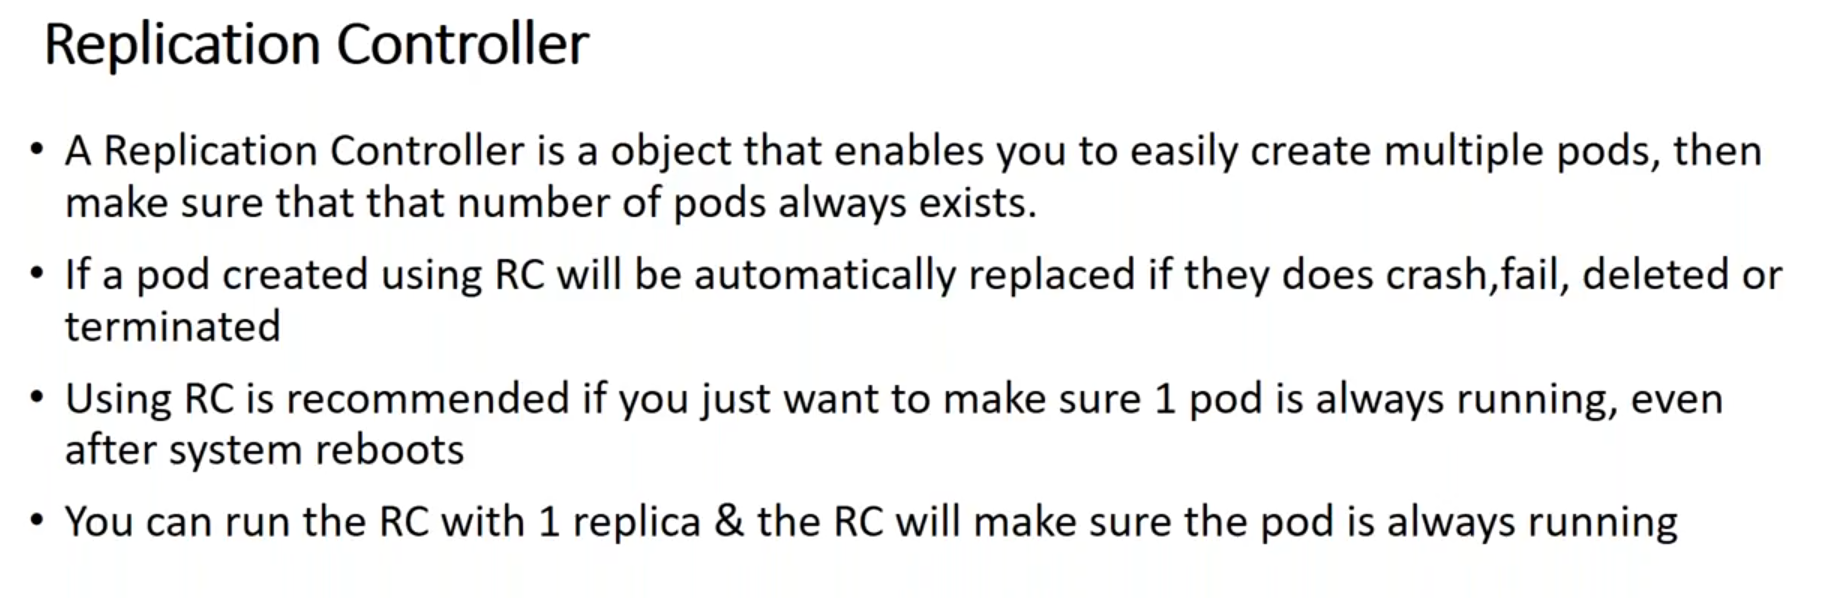 Replication Controller
• A Replication Controller is a object that enables you to easily create multiple pods, then
make sure that that number of pods always exists.
• If a pod created using RC will be automatically replaced if they does crash,fail, deleted or
terminated
• Using RC is recommended if you just want to make sure 1 pod is always running, even
after system reboots
• You can run the RC with 1 replica & the RC will make sure the pod is always running